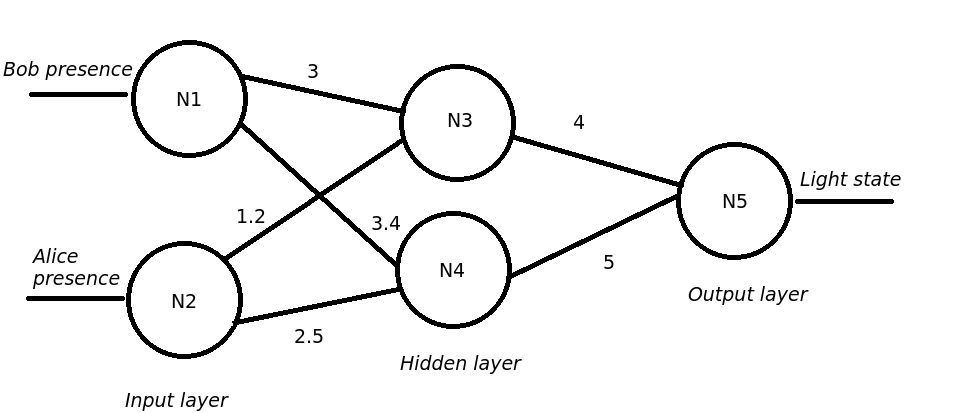 Bob presence
N1
3
N3
4
1.2
3.4
N5
Light state
Alice
presence
N2
N4
5
2.5
Output layer
Hidden layer
Input layer